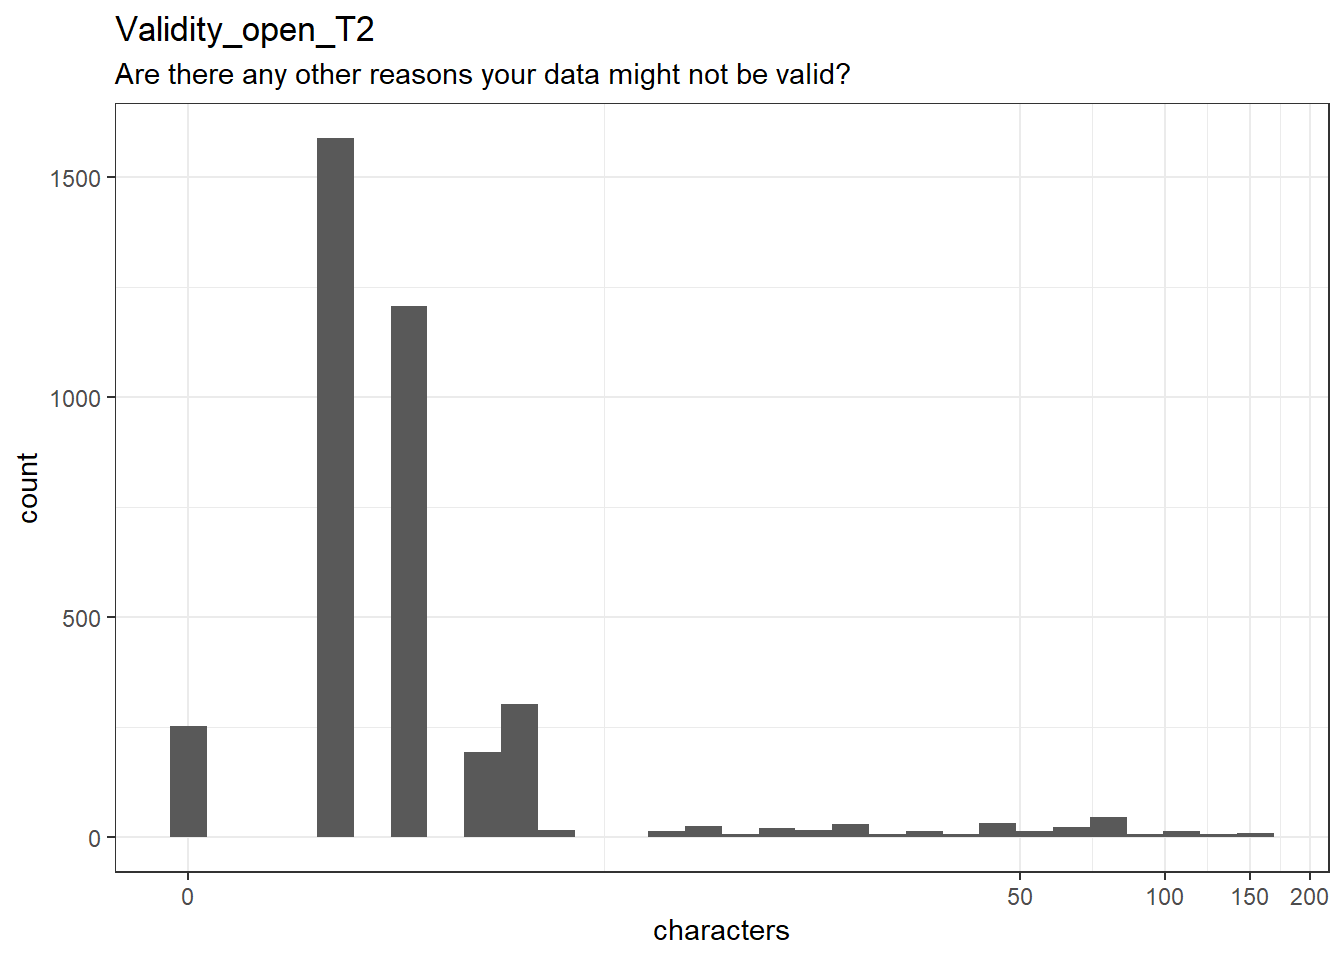 Validity_open_T2
Are there any other reasons your data might not be valid?
1500
1000
500
0
count
0 50 100 150 200
characters